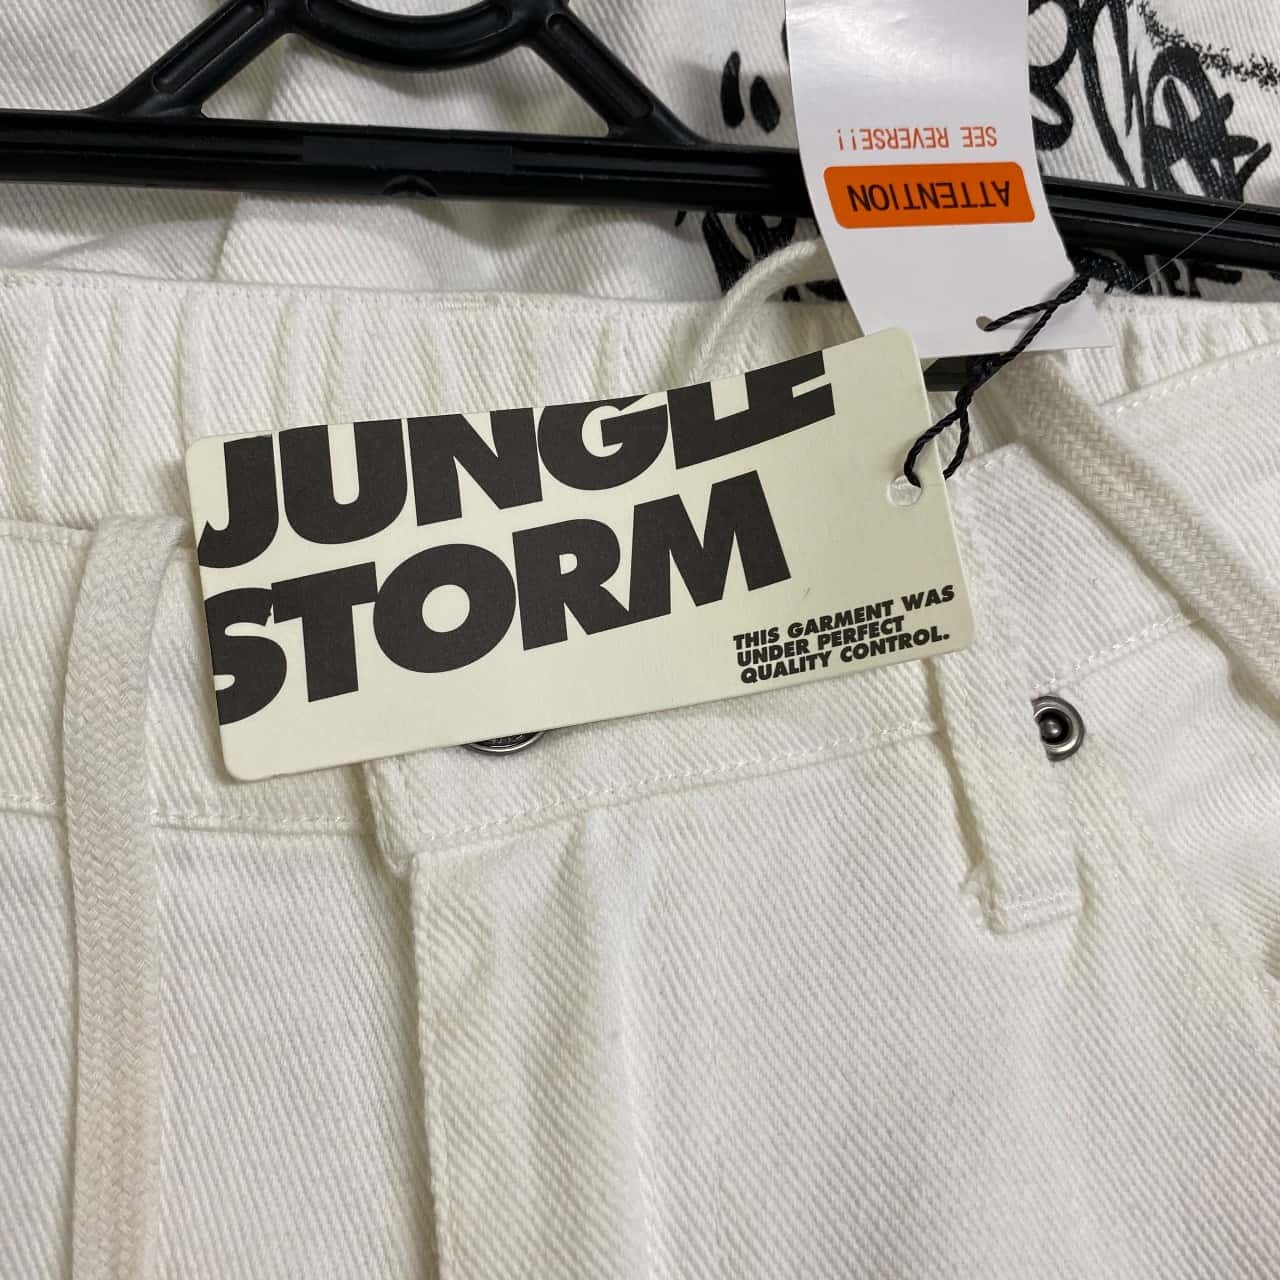 SEE REVERSE!!
ATTENTION
JUNGLE
STORM
THIS GARMENT WAS
UNDER PERFECT
QUALITY CONTROL.